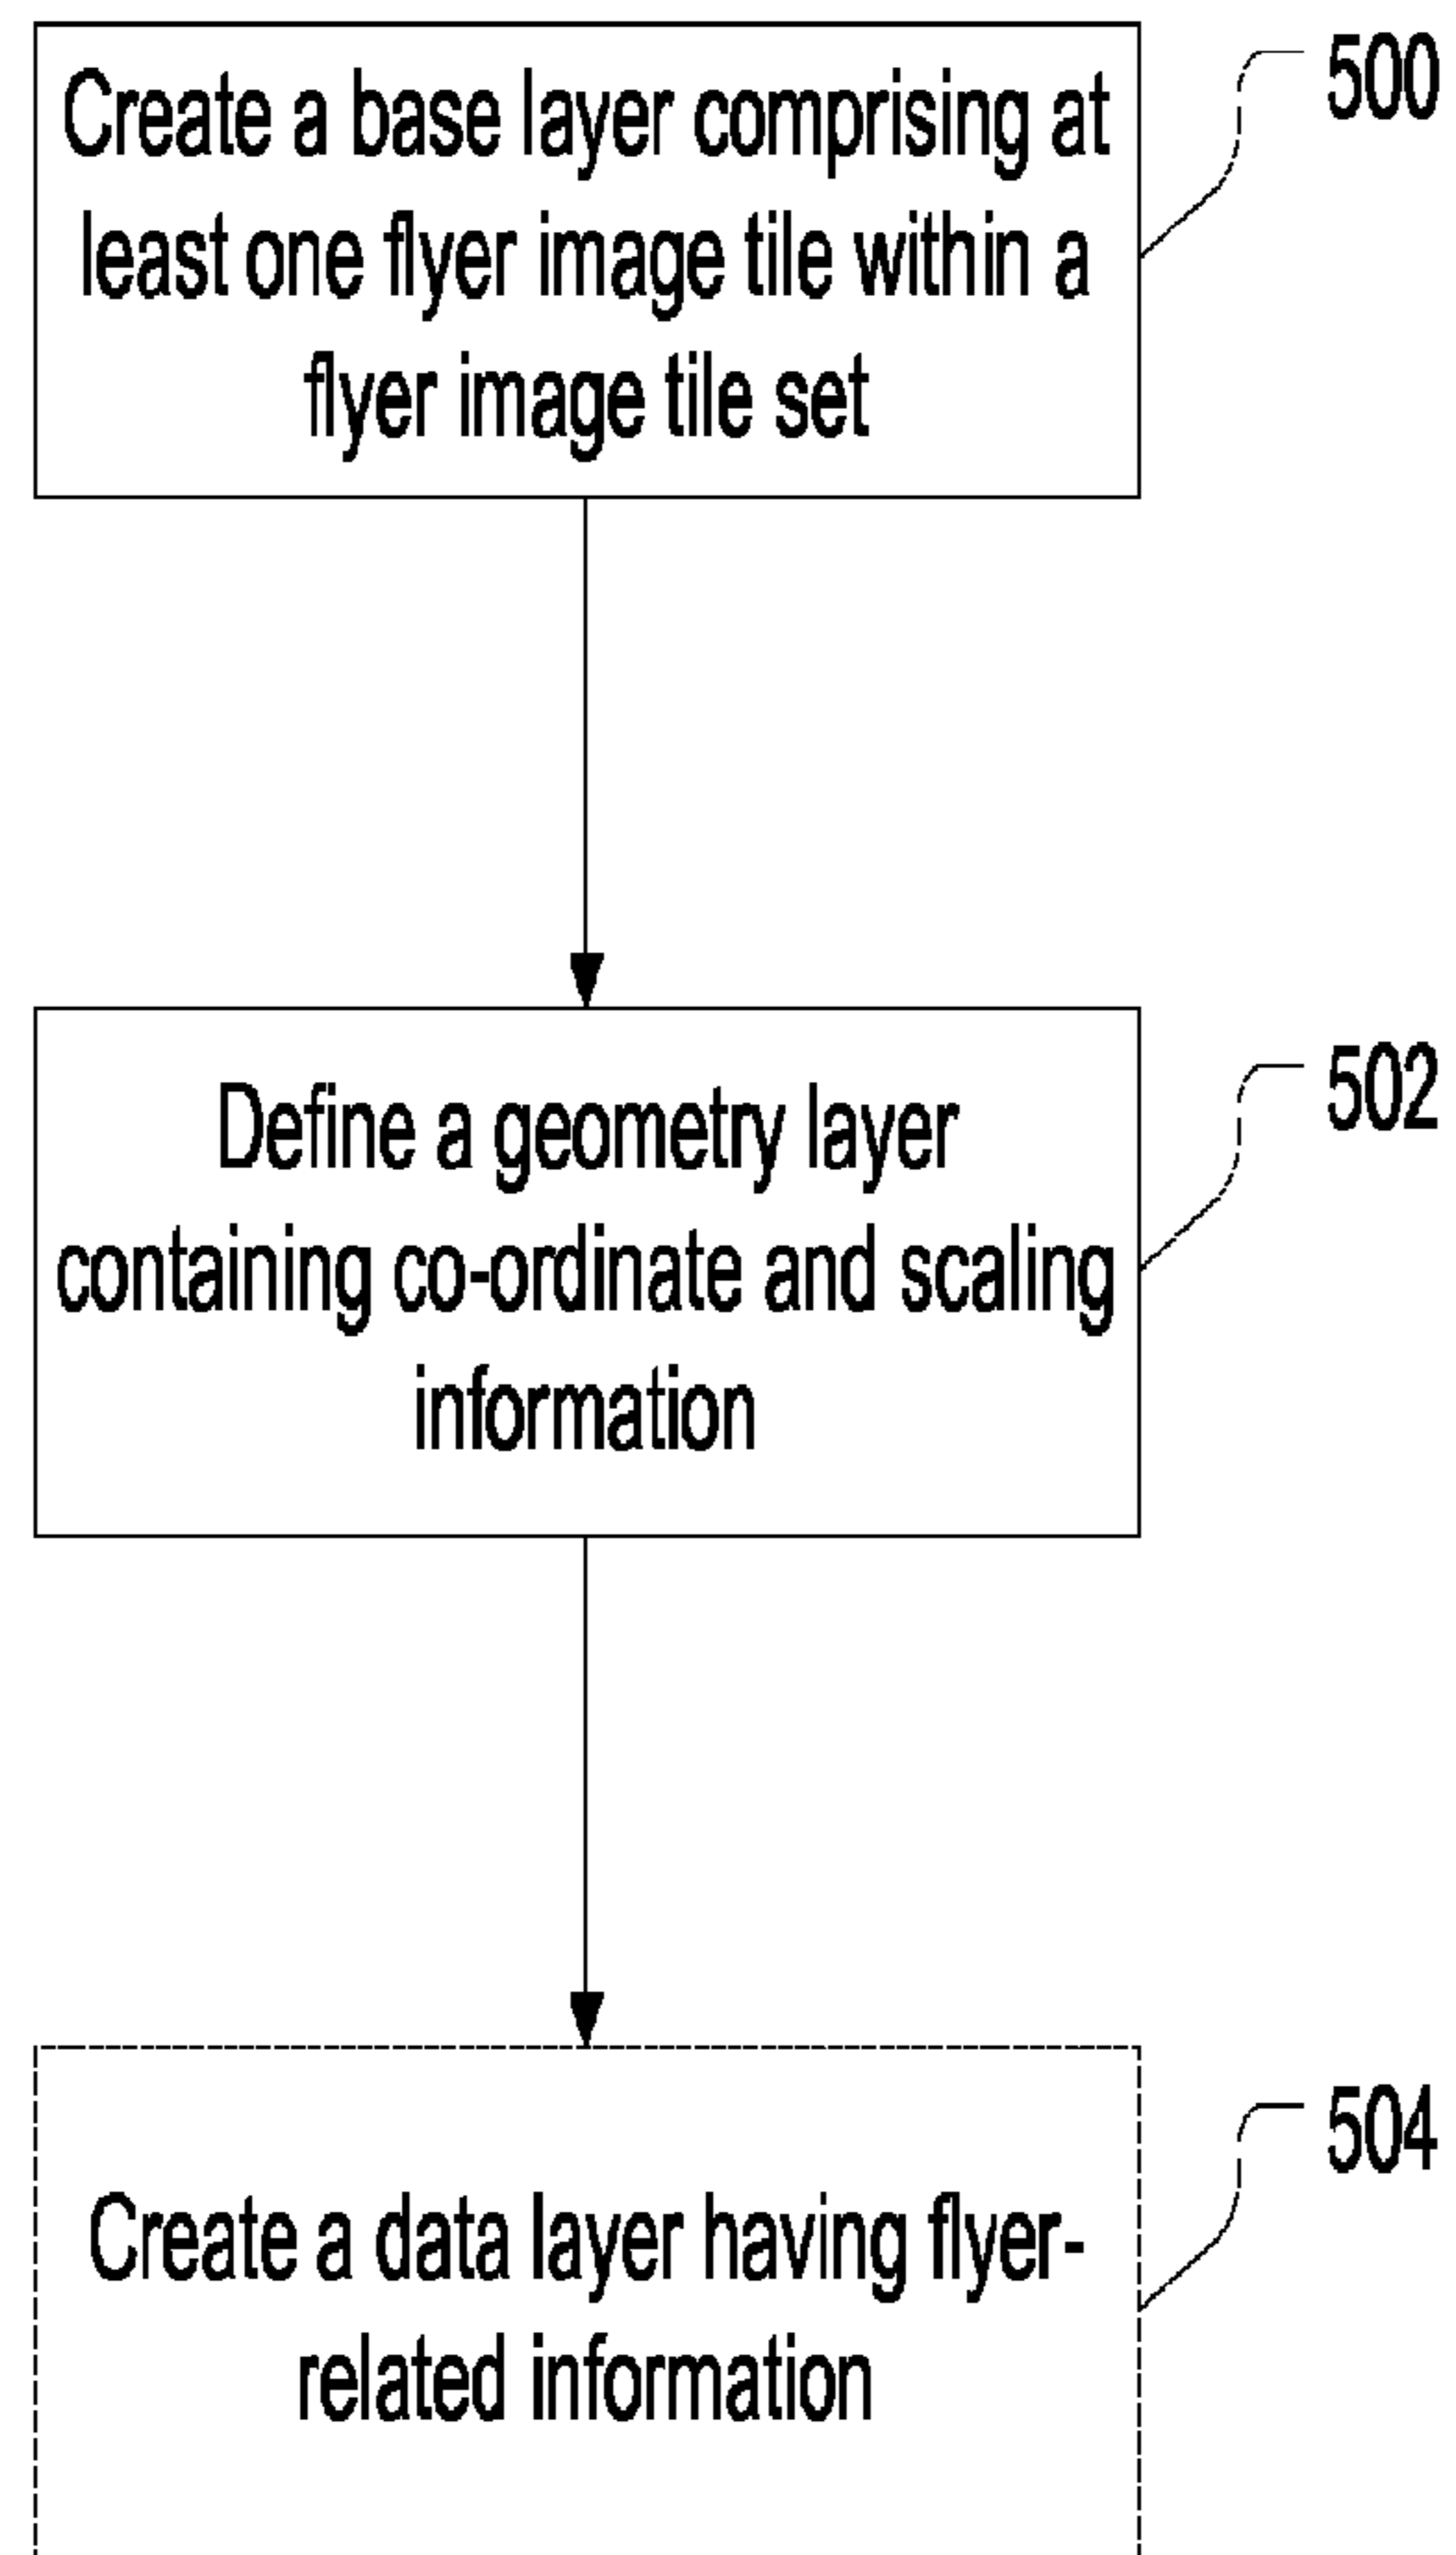 Create a base layer comprising at
least one flyer image tile within a
flyer image tile set
500
Define a geometry layer
containing co-ordinate and scaling
information
502
Create a data layer having flyer-
related information
504